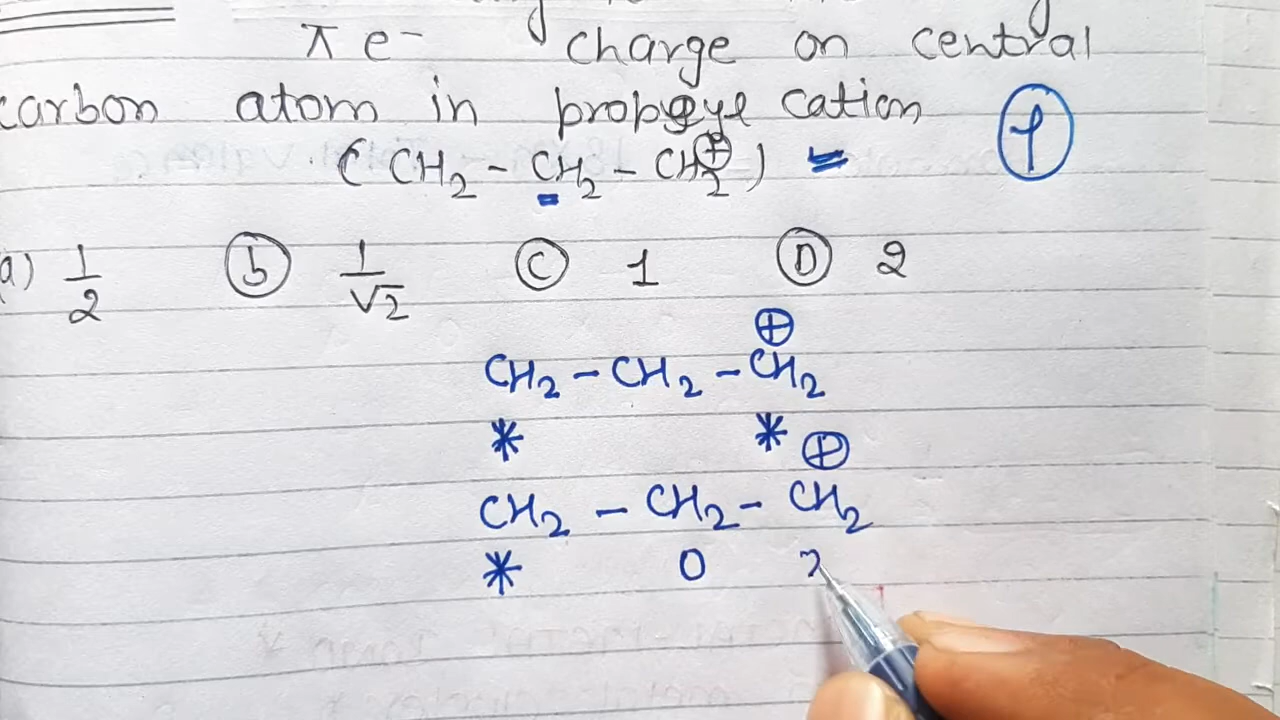 π e⁻ charge on central
carbon atom in cation
(CH₂ - CH₂ - CH₂⊕) =
(a) 1/2 (b) 1/√2 (C) 1 (D) 2
⊕
CH₂ - CH₂ - CH₂
* *
⊕
CH₂ - CH₂ - CH₂
* 0